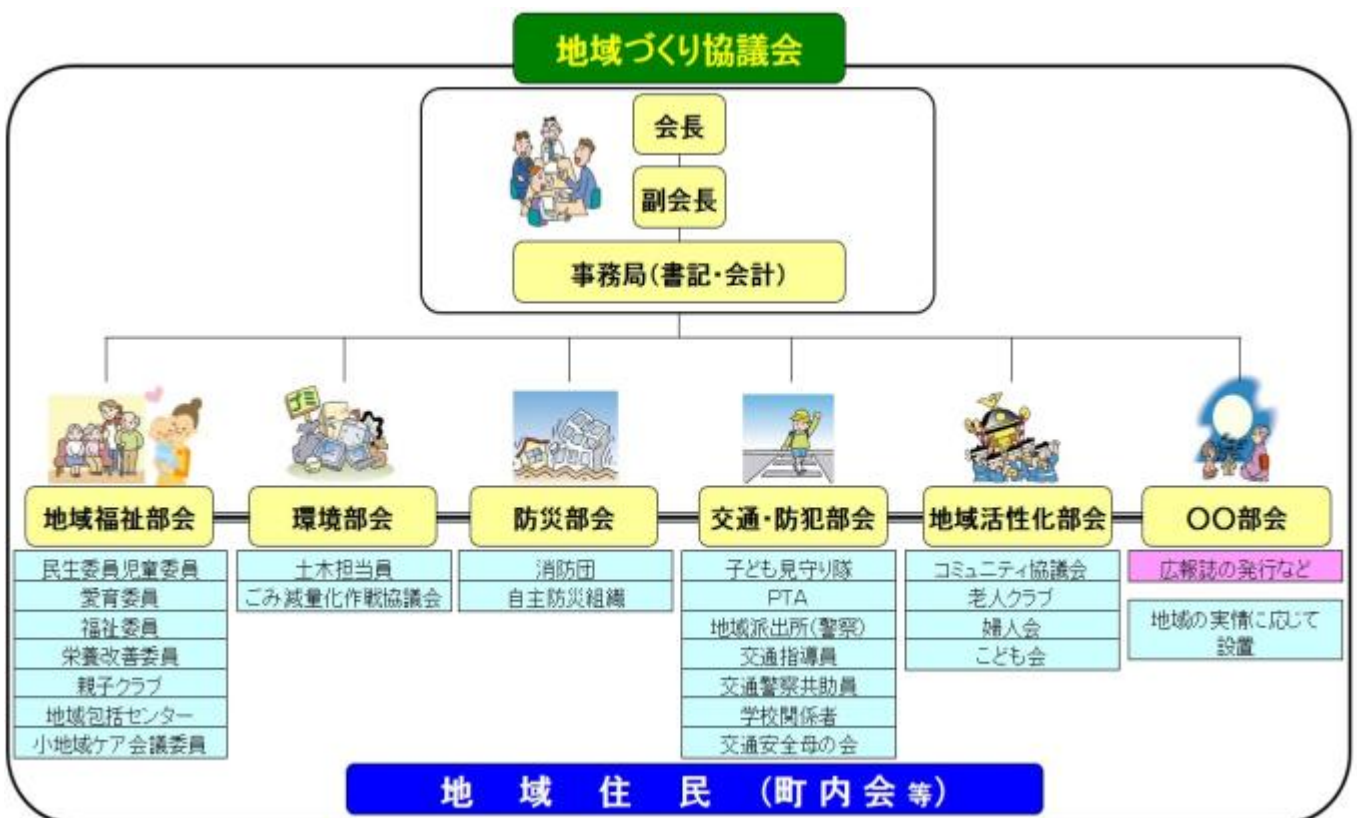 地域づくり協議会
会長
副会長
事務局(書記・会計)
ゴミ
地域福祉部会
民生委員児童委員
愛育委員
福祉委員
栄養改善委員
親子クラブ
地域包括センター
小地域ケア会議委員
環境部会
土木担当員
ごみ減量化作戦協議会
防災部会
消防団
自主防災組織
交通・防犯部会
子ども見守り隊
PTA
地域派出所(警察)
交通指導員
交通警察共助員
学校関係者
交通安全母の会
地域活性化部会
コミュニティ協議会
老人クラブ
婦人会
こども会
〇〇部会
広報誌の発行など
地域の実情に応じて
設置
地域住民(町内会等)